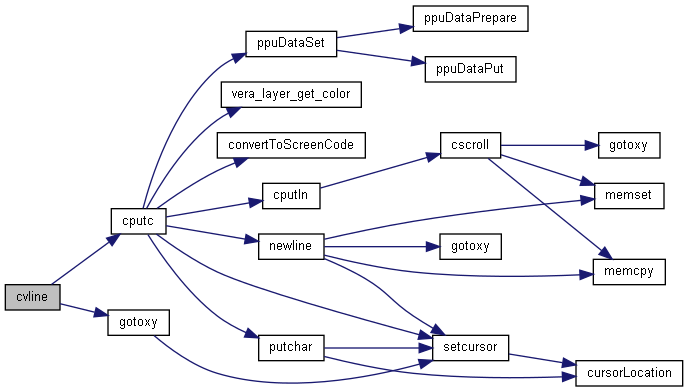 ppuDataPrepare
ppuDataSet
ppuDataPut
vera_layer_get_color
convertToScreenCode
cscroll
gotoxy
cputln
memset
cputc
newline
gotoxy
memcpy
cvline
gotoxy
putchar
setcursor
cursorLocation